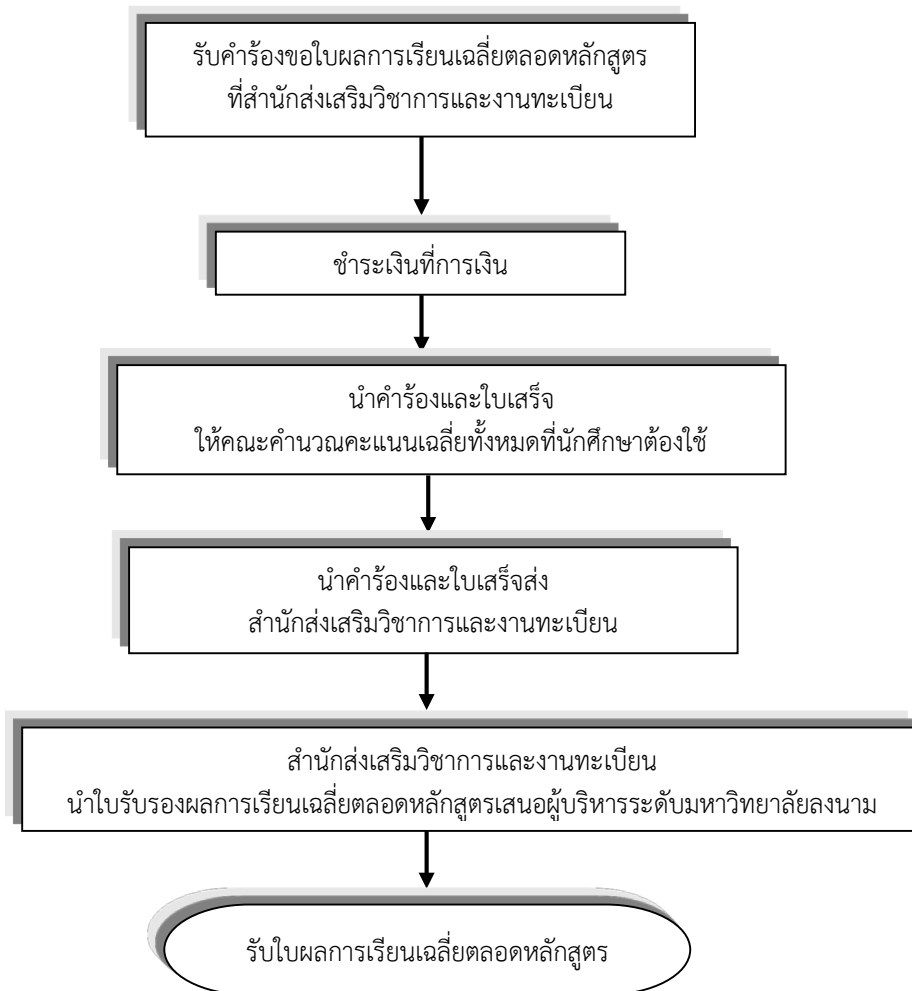 รับคำร้องขอใบผลการเรียนเฉลี่ยตลอดหลักสูตร
ที่สำนักส่งเสริมวิชาการและงานทะเบียน
ชำระเงินที่การเงิน
นำคำร้องและใบเสร็จ
ให้คณะคำนวณคะแนนเฉลี่ยทั้งหมดที่นักศึกษาต้องใช้
นำคำร้องและใบเสร็จส่ง
สำนักส่งเสริมวิชาการและงานทะเบียน
สำนักส่งเสริมวิชาการและงานทะเบียน
นำใบรับรองผลการเรียนเฉลี่ยตลอดหลักสูตรเสนอผู้บริหารระดับมหาวิทยาลัยลงนาม
รับใบผลการเรียนเฉลี่ยตลอดหลักสูตร